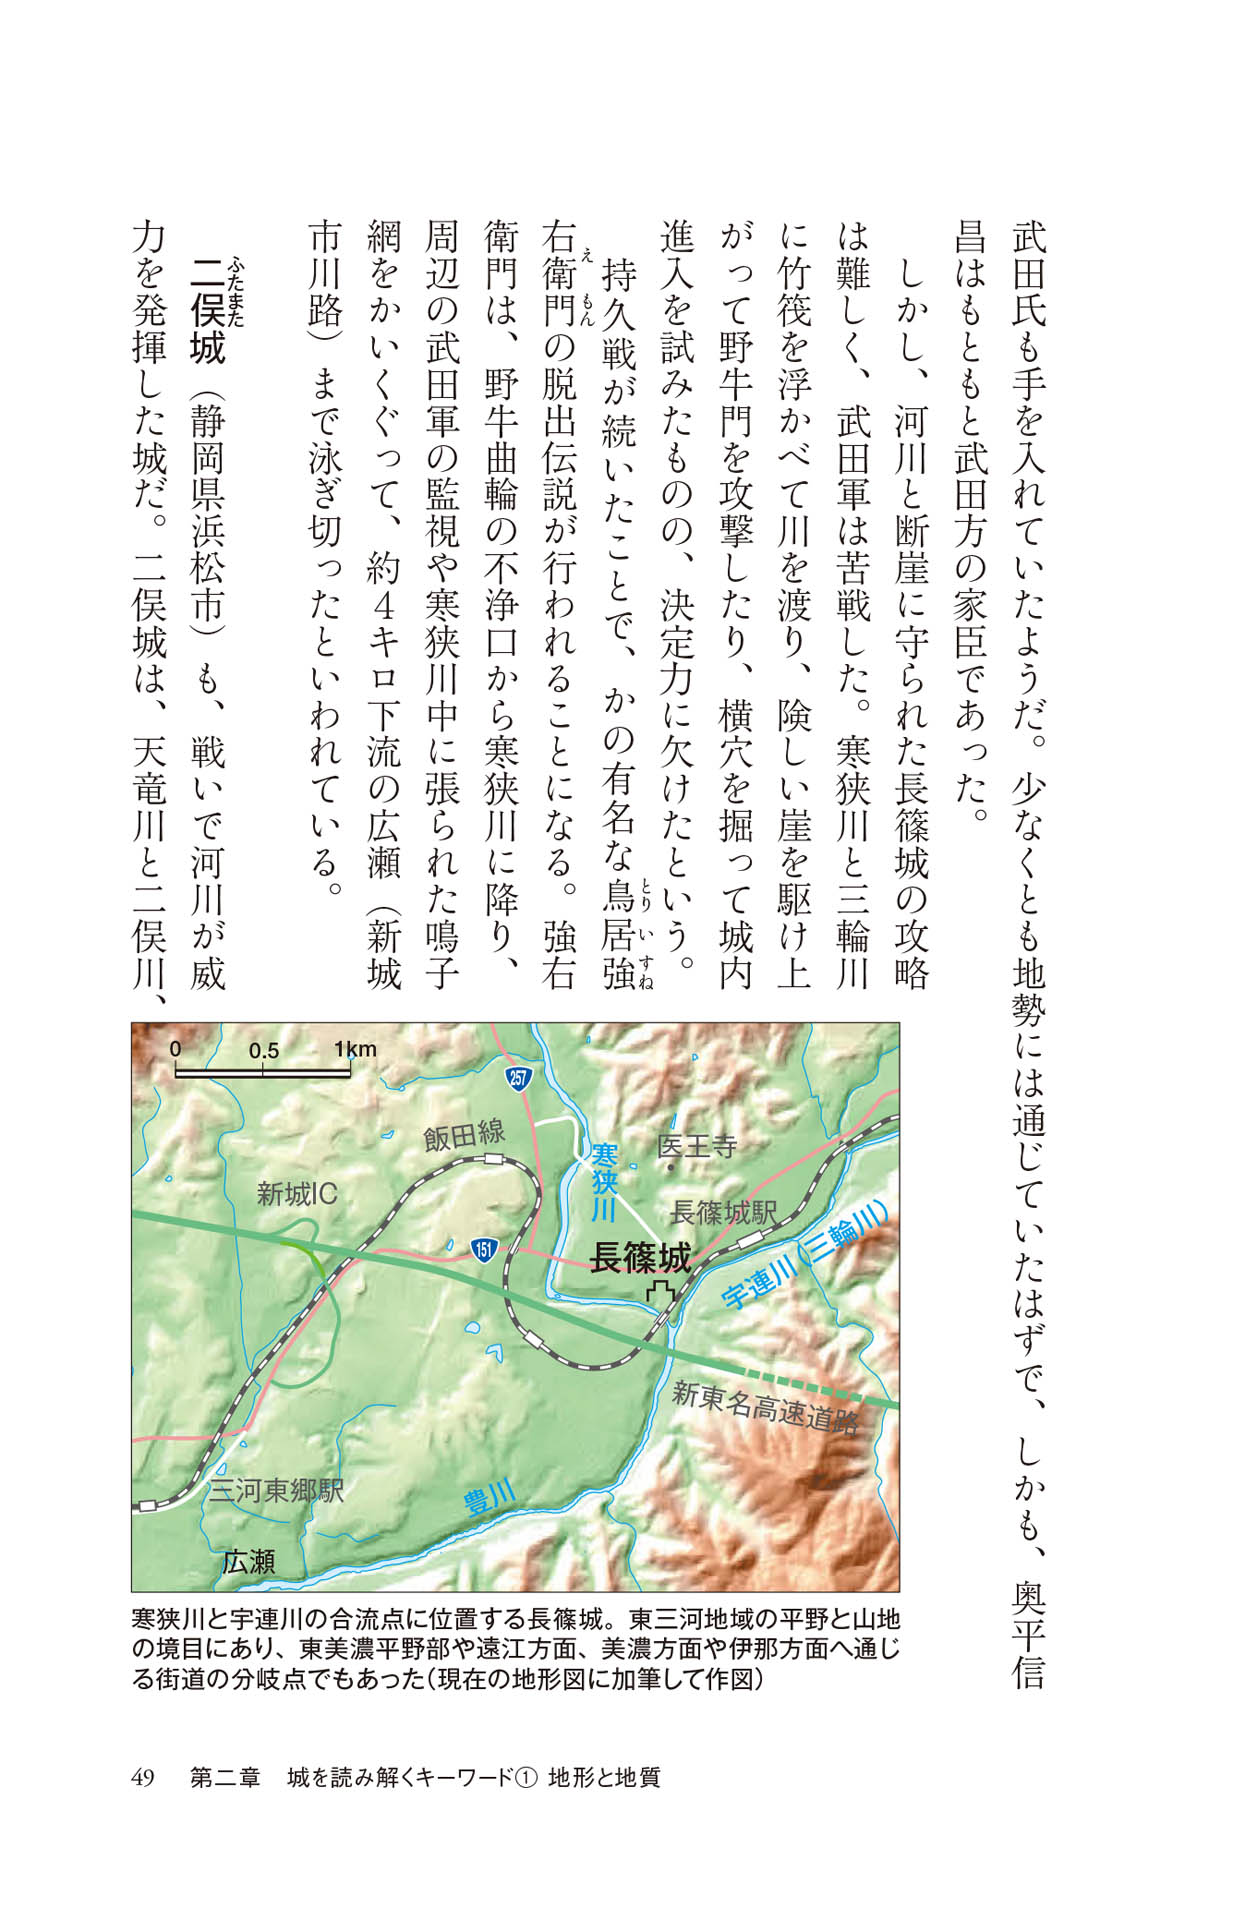 武田氏も手を入れていたようだ。少なくとも地勢には通じていたはずで、しかも、奥平信
昌はもともと武田方の家臣であった。
しかし、河川と断崖に守られた長篠城の攻略
は難しく、武田軍は苦戦した。寒狭川と三輪川
に竹筏を浮かべて川を渡り、険しい崖を駆け上
がって野牛門を攻撃したり、横穴を掘って城内
進入を試みたものの、決定力に欠けたという。
持久戦が続いたことで、かの有名な鳥居強
とりいすね
右衛門の脱出伝説が行われることになる。強右
えもん
衛門は、野牛曲輪の不浄口から寒狭川に降り、
周辺の武田軍の監視や寒狭川中に張られた鳴子
網をかいくぐって、約4キロ下流の広瀬（新城
市川路）まで泳ぎ切ったといわれている。
二俣城（静岡県浜松市）も、戦いで河川が威
ふたまた
力を発揮した城だ。二俣城は、天竜川と二俣川、
0 0.5 1km
257
飯田線
寒狭川
医王寺
新城IC
長篠城駅
151
長篠城
宇連川（三輪川）
新東名高速道路
三河東郷駅
豊川
広瀬
寒狭川と宇連川の合流点に位置する長篠城。東三河地域の平野と山地
の境目にあり、東美濃平野部や遠江方面、美濃方面や伊那方面へ通じ
る街道の分岐点でもあった（現在の地形図に加筆して作図）
49 第二章 城を読み解くキーワード① 地形と地質